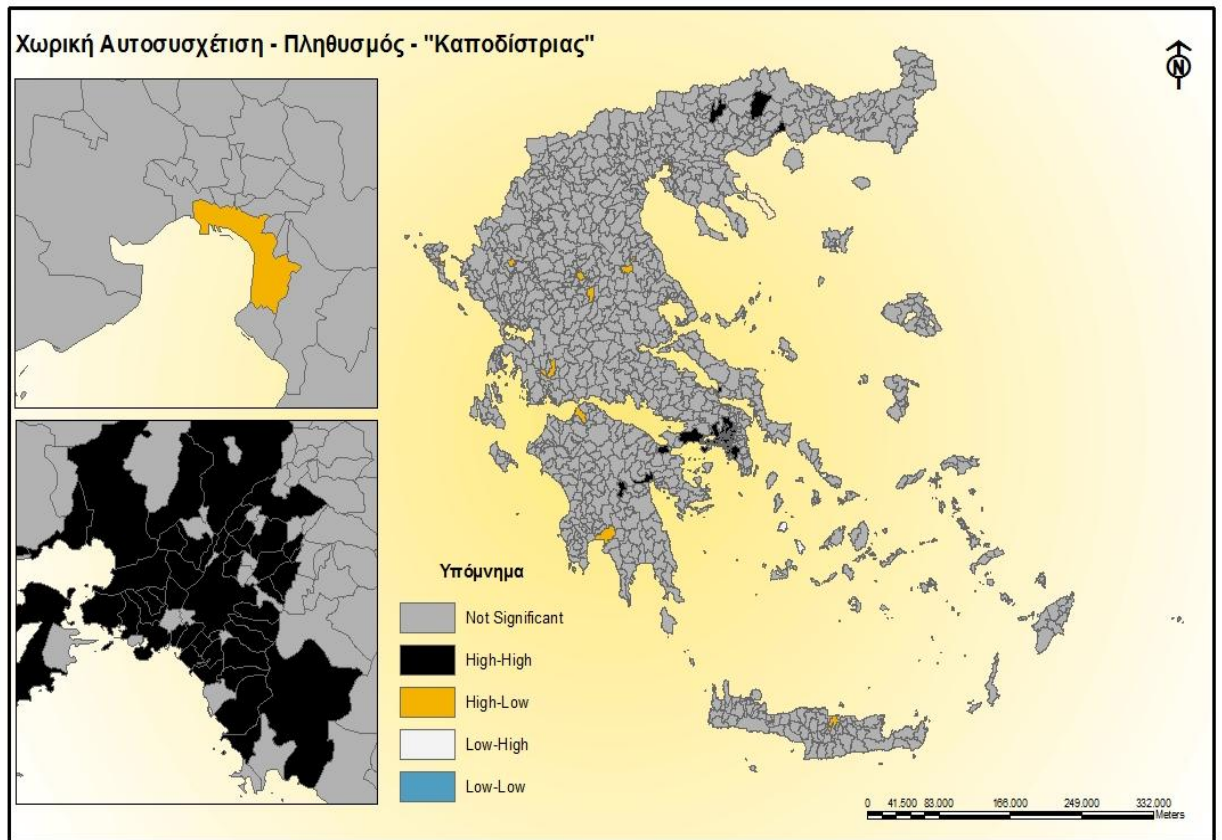 Χωρική Αυτοσυσχέτιση - Πληθυσμός - "Καποδίστριας"
N
Υπόμνημα
Not Significant
High-High
High-Low
Low-High
Low-Low
0 41.500 83.000 166.000 249.000 332.000
Meters